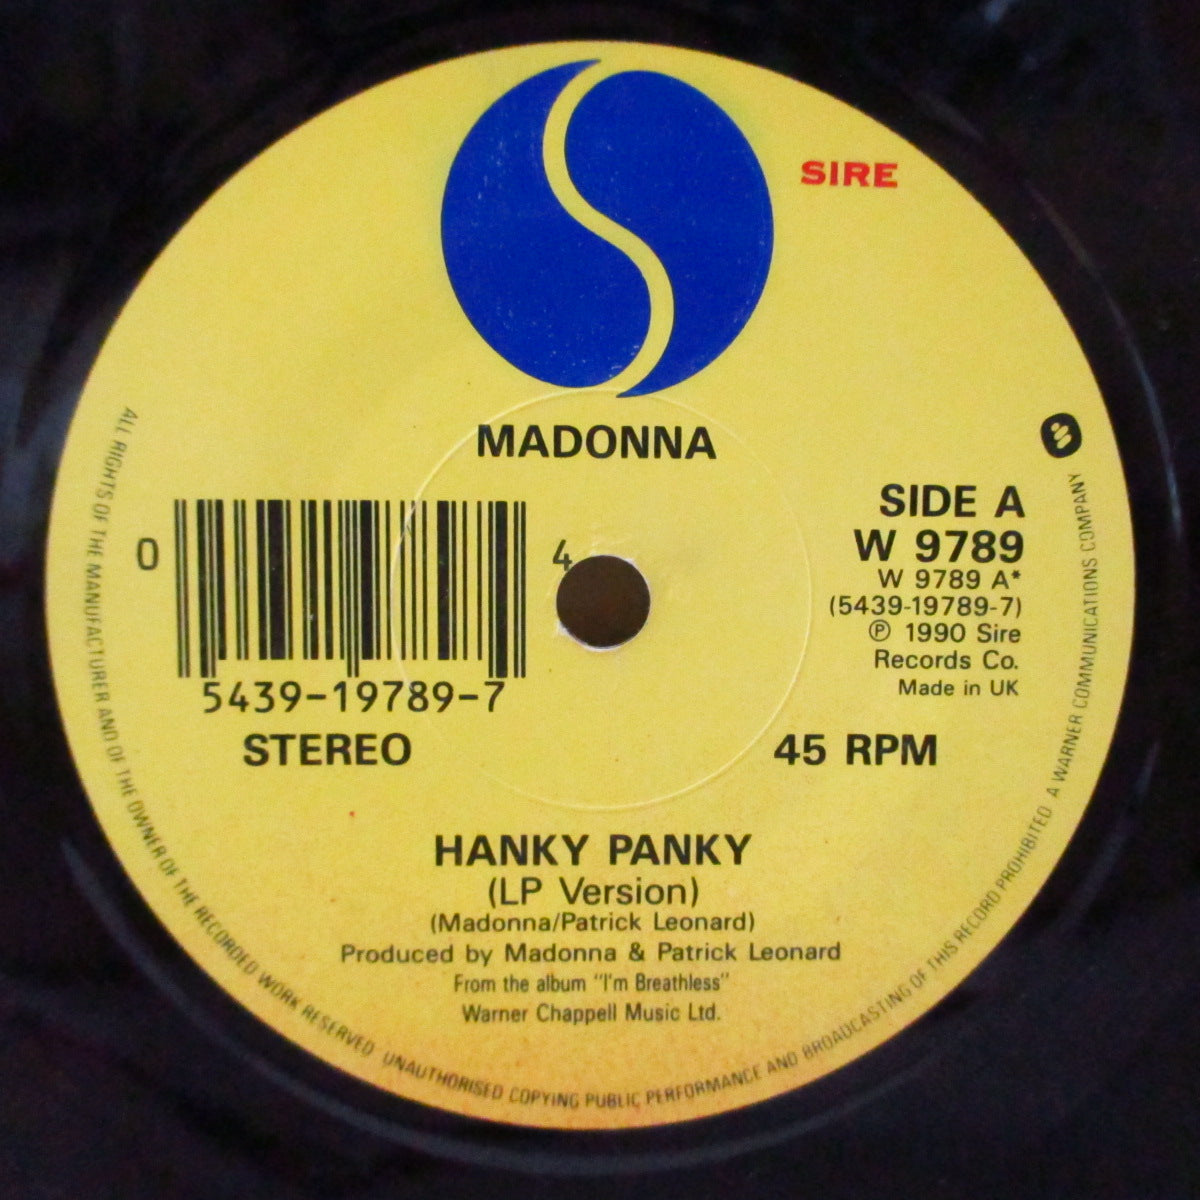 SIRE
MADONNA
SIDE A
W 9789
W 9789 A*
(5439-19789-7)
℗ 1990 Sire
Records Co.
Made in UK
0
4
5439-19789-7
STEREO
45 RPM
HANKY PANKY
(LP Version)
(Madonna/Patrick Leonard)
Produced by Madonna & Patrick Leonard
From the album "I'm Breathless"
Warner Chappell Music Ltd.
ALL RIGHTS OF THE MANUFACTURER AND OF THE OWNER OF THE RECORDED WORK RESERVED UNAUTHORISED COPYING PUBLIC PERFORMANCE AND BROADCASTING OF THIS RECORD PROHIBITED A WARNER COMMUNICATIONS COMPANY